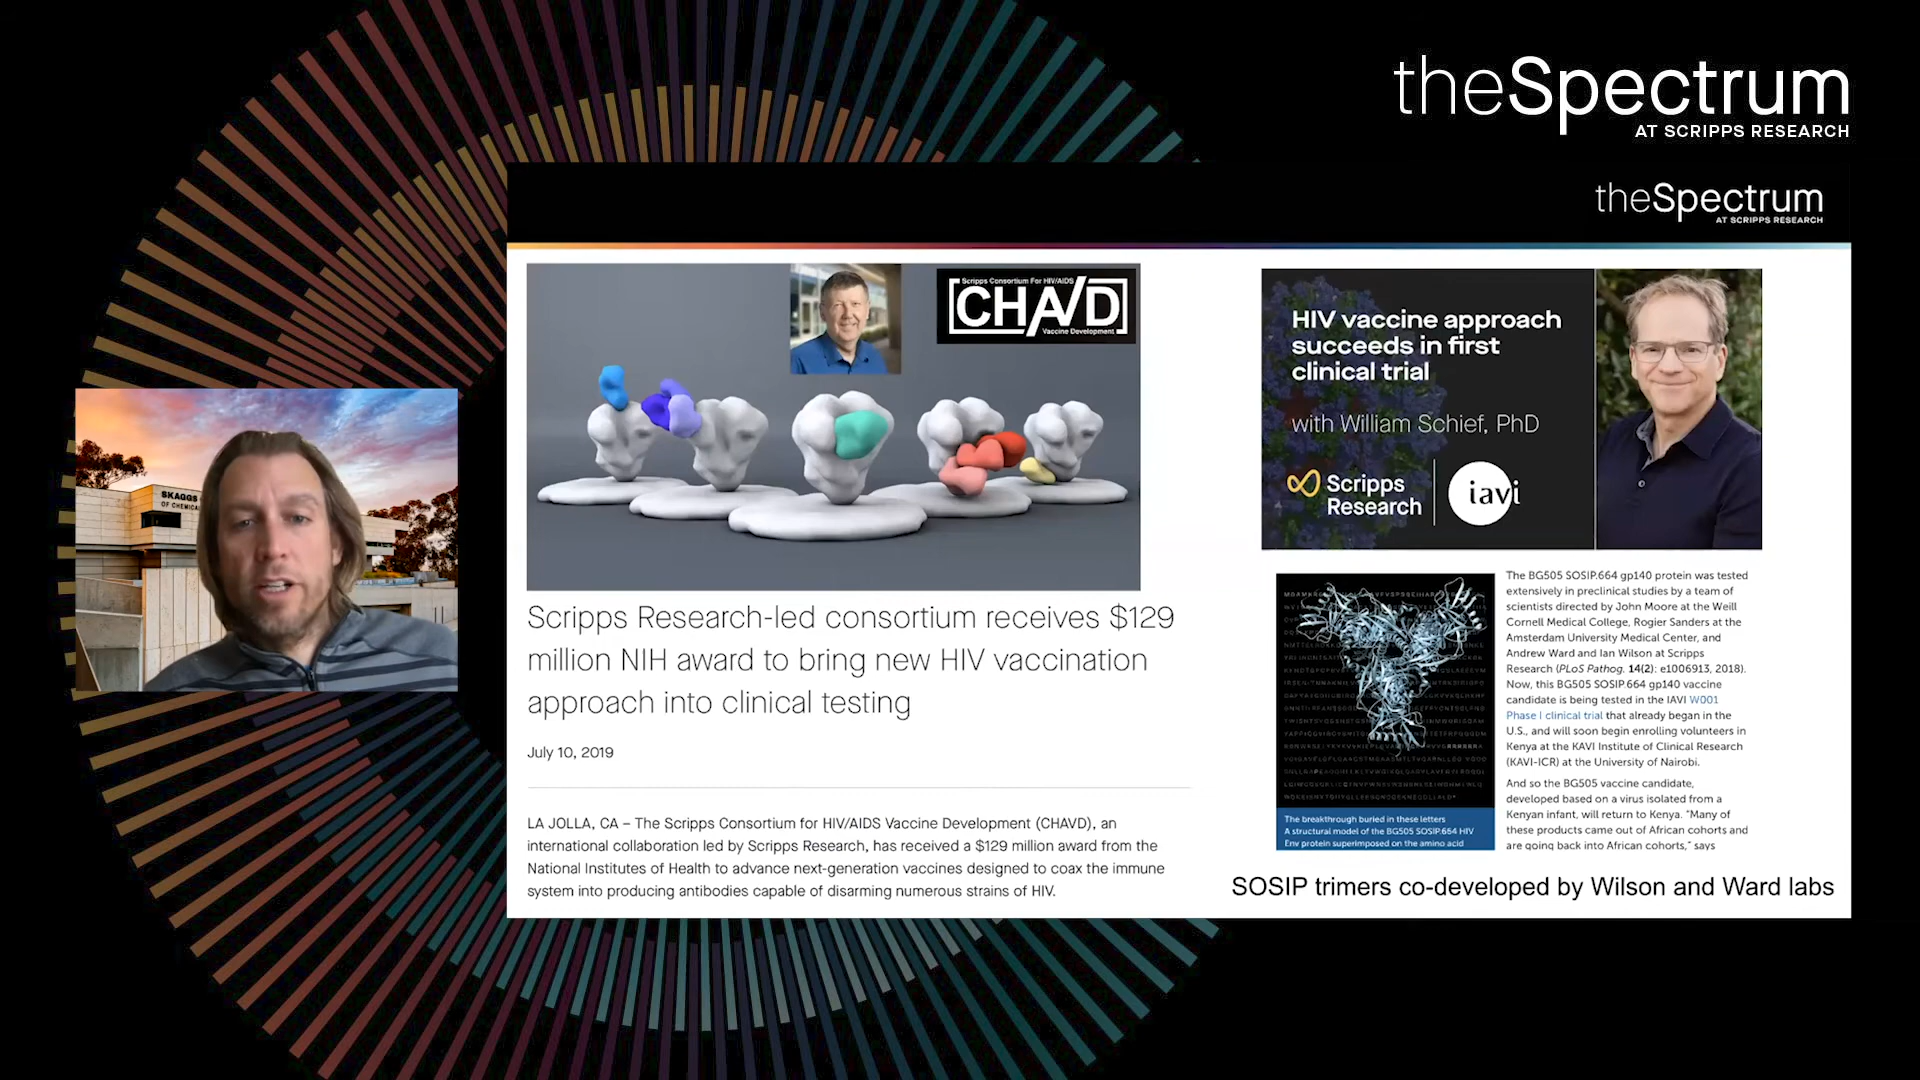 theSpectrum
AT SCRIPPS RESEARCH
theSpectrum
AT SCRIPPS RESEARCH
SKAGGS
OF CHEMICA
Scripps Consortium For HIV/AIDS
CHAVD
Vaccine Development
Scripps Research-led consortium receives $129
million NIH award to bring new HIV vaccination
approach into clinical testing
July 10, 2019
LA JOLLA, CA – The Scripps Consortium for HIV/AIDS Vaccine Development (CHAVD), an
international collaboration led by Scripps Research, has received a $129 million award from the
National Institutes of Health to advance next-generation vaccines designed to coax the immune
system into producing antibodies capable of disarming numerous strains of HIV.
HIV vaccine approach
succeeds in first
clinical trial
with William Schief, PhD
Scripps
Research
iavi
The breakthrough buried in these letters
A structural model of the BG505 SOSIP.664 HIV
Env protein superimposed on the amino acid
The BG505 SOSIP.664 gp140 protein was tested
extensively in preclinical studies by a team of
scientists directed by John Moore at the Weill
Cornell Medical College, Rogier Sanders at the
Amsterdam University Medical Center, and
Andrew Ward and Ian Wilson at Scripps
Research (PLoS Pathog. 14(2): e1006913, 2018).
Now, this BG505 SOSIP.664 gp140 vaccine
candidate is being tested in the IAVI W001
Phase I clinical trial that already began in the
U.S., and will soon begin enrolling volunteers in
Kenya at the KAVI Institute of Clinical Research
(KAVI-ICR) at the University of Nairobi.
And so the BG505 vaccine candidate,
developed based on a virus isolated from a
Kenyan infant, will return to Kenya. "Many of
these products came out of African cohorts and
are going back into African cohorts," says
SOSIP trimers co-developed by Wilson and Ward labs